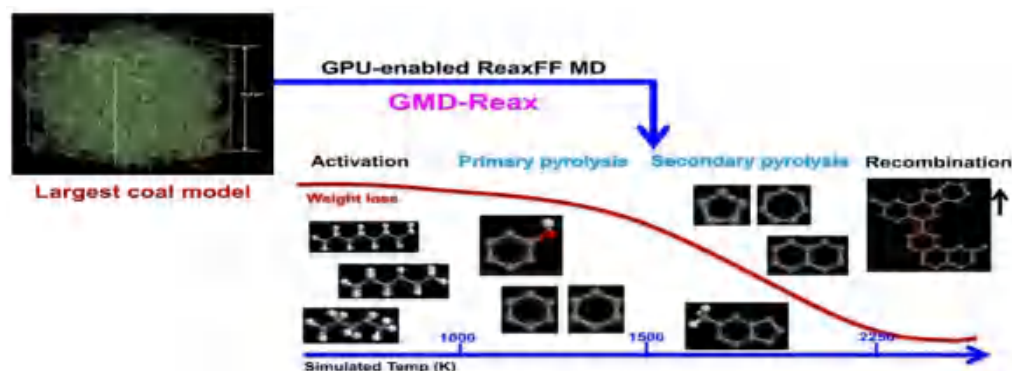 GPU-enabled ReaxFF MD
GMD-Reax
Largest coal model
Activation
Primary pyrolysis
Secondary pyrolysis
Recombination
Weight loss
1000
1500
2250
Simulated Temp (K)